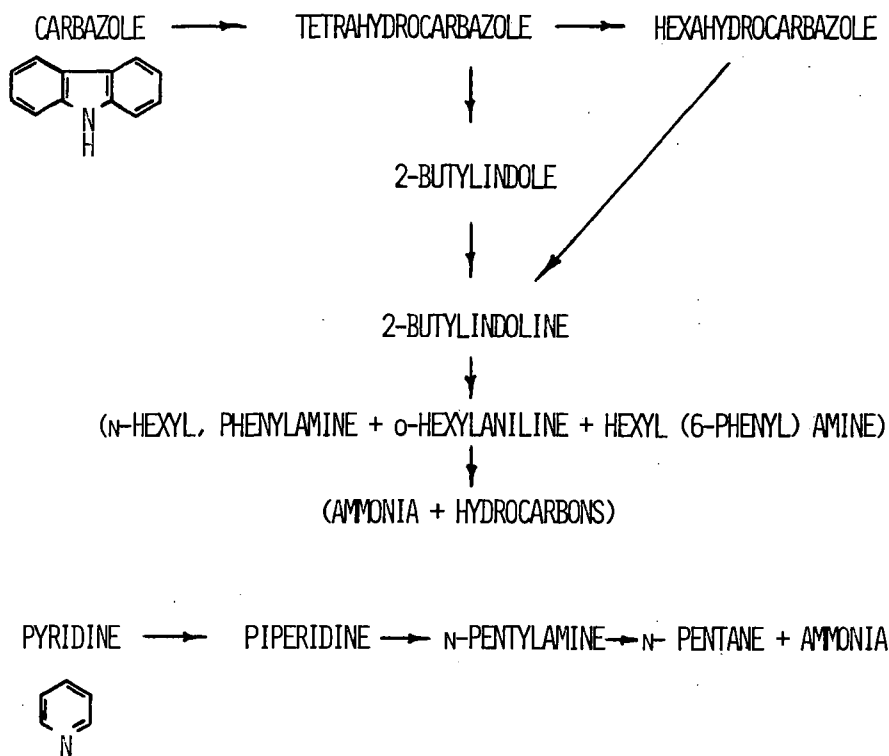 CARBAZOLE TETRAHYDROCARBAZOLE HEXAHYDROCARBAZOLE
N
H
2-BUTYLINDOLE
2-BUTYLINDOLINE
(N-HEXYL, PHENYLAMINE + O-HEXYLANILINE + HEXYL (6-PHENYL) AMINE)
(AMMONIA + HYDROCARBONS)
PYRIDINE PIPERIDINE N-PENTYLAMINE N- PENTANE + AMMONIA
N